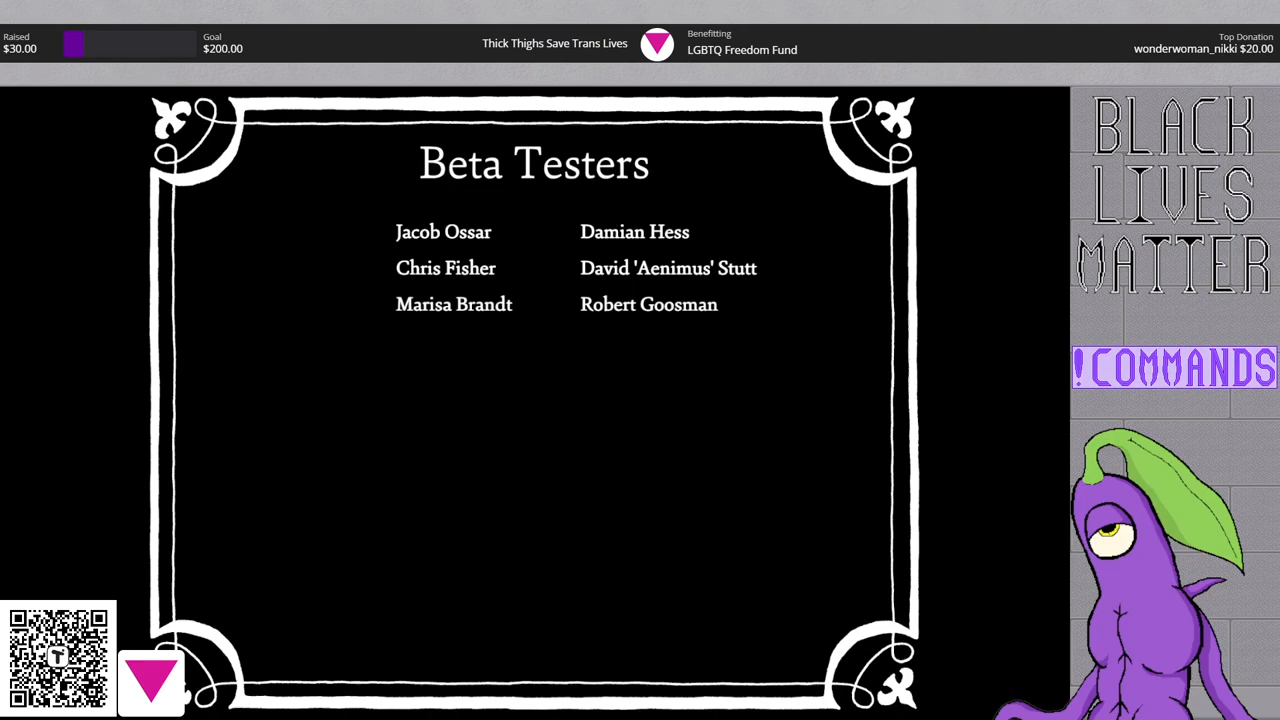 Raised
$30.00
Goal
$200.00
Thick Thighs Save Trans Lives
Benefitting
LGBTQ Freedom Fund
Top Donation
wonderwoman_nikki $20.00
Beta Testers
Jacob Ossar
Damian Hess
Chris Fisher
David 'Aenimus' Stutt
Marisa Brandt
Robert Goosman
BLACK
LIVES
MATTER
!COMMANDS
T